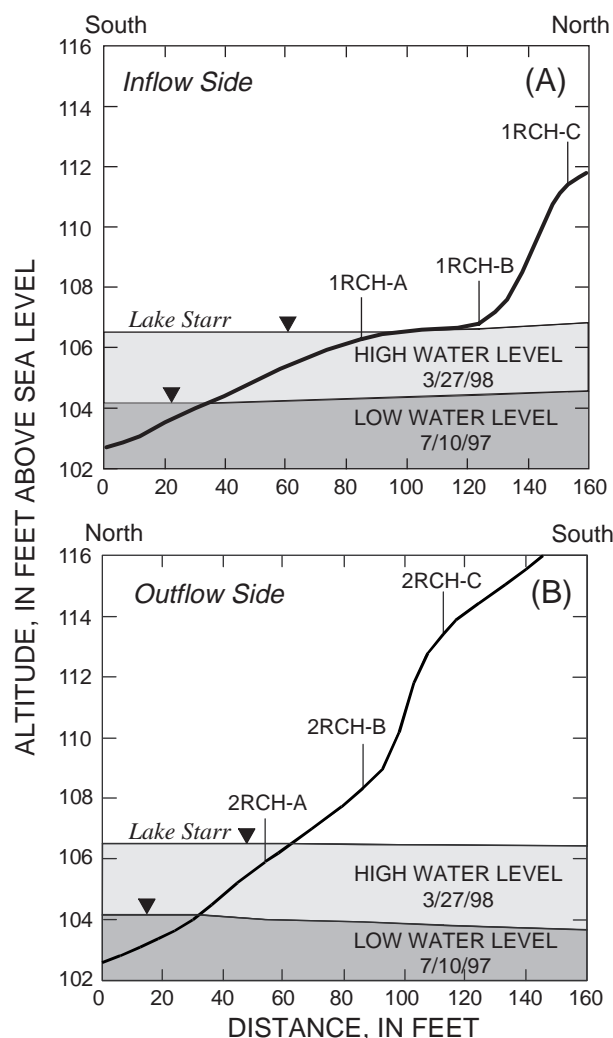 South North
116
114
112
110
108
106
104
102
Inflow Side
(A)
1RCH-C
1RCH-B
1RCH-A
Lake Starr
HIGH WATER LEVEL
3/27/98
LOW WATER LEVEL
7/10/97
0 20 40 60 80 100 120 140 160
ALTITUDE, IN FEET ABOVE SEA LEVEL
North South
116
114
112
110
108
106
104
102
Outflow Side
2RCH-C
(B)
2RCH-B
2RCH-A
Lake Starr
HIGH WATER LEVEL
3/27/98
LOW WATER LEVEL
7/10/97
0 20 40 60 80 100 120 140 160
DISTANCE, IN FEET